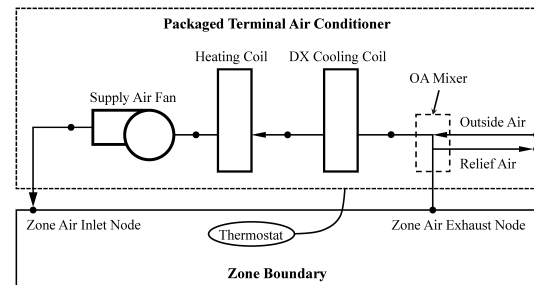 Packaged Terminal Air Conditioner
Heating Coil
DX Cooling Coil
OA Mixer
Supply Air Fan
Outside Air
Relief Air
Zone Air Inlet Node
Thermostat
Zone Air Exhaust Node
Zone Boundary